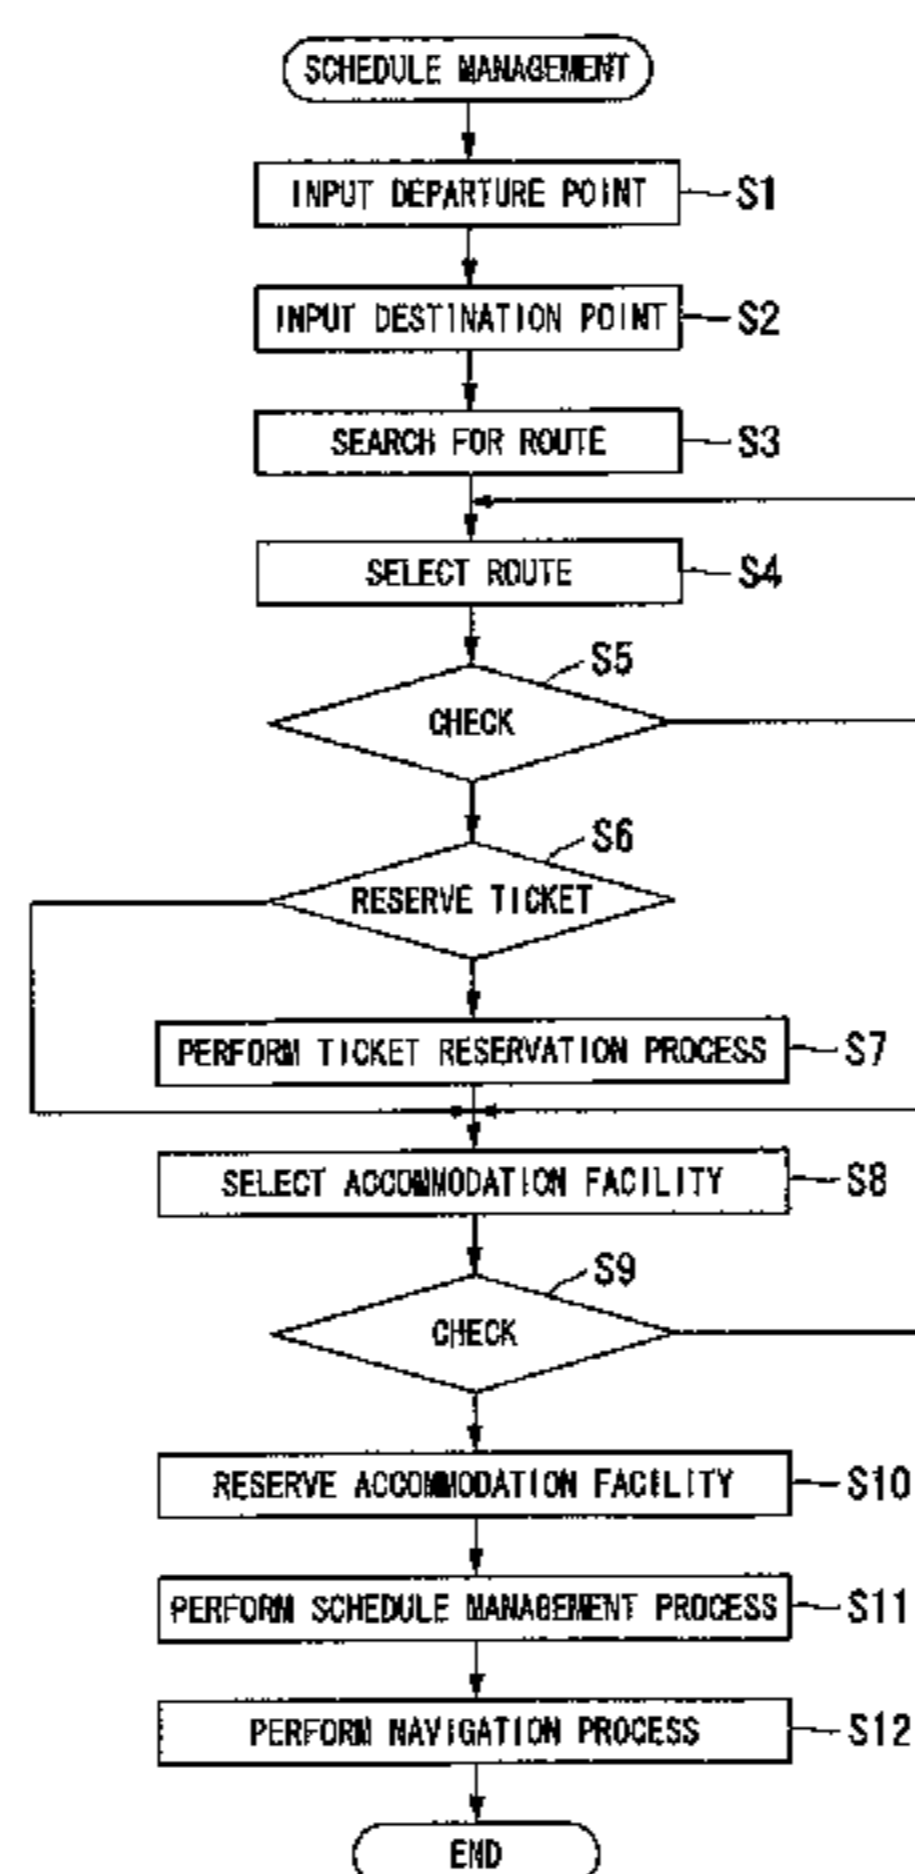 SCHEDULE MANAGEMENT
INPUT DEPARTURE POINT
S1
INPUT DESTINATION POINT
S2
SEARCH FOR ROUTE
S3
SELECT ROUTE
S4
S5
CHECK
S6
RESERVE TICKET
PERFORM TICKET RESERVATION PROCESS
S7
SELECT ACCOMMODATION FACILITY
S8
S9
CHECK
RESERVE ACCOMMODATION FACILITY
S10
PERFORM SCHEDULE MANAGEMENT PROCESS
S11
PERFORM NAVIGATION PROCESS
S12
END